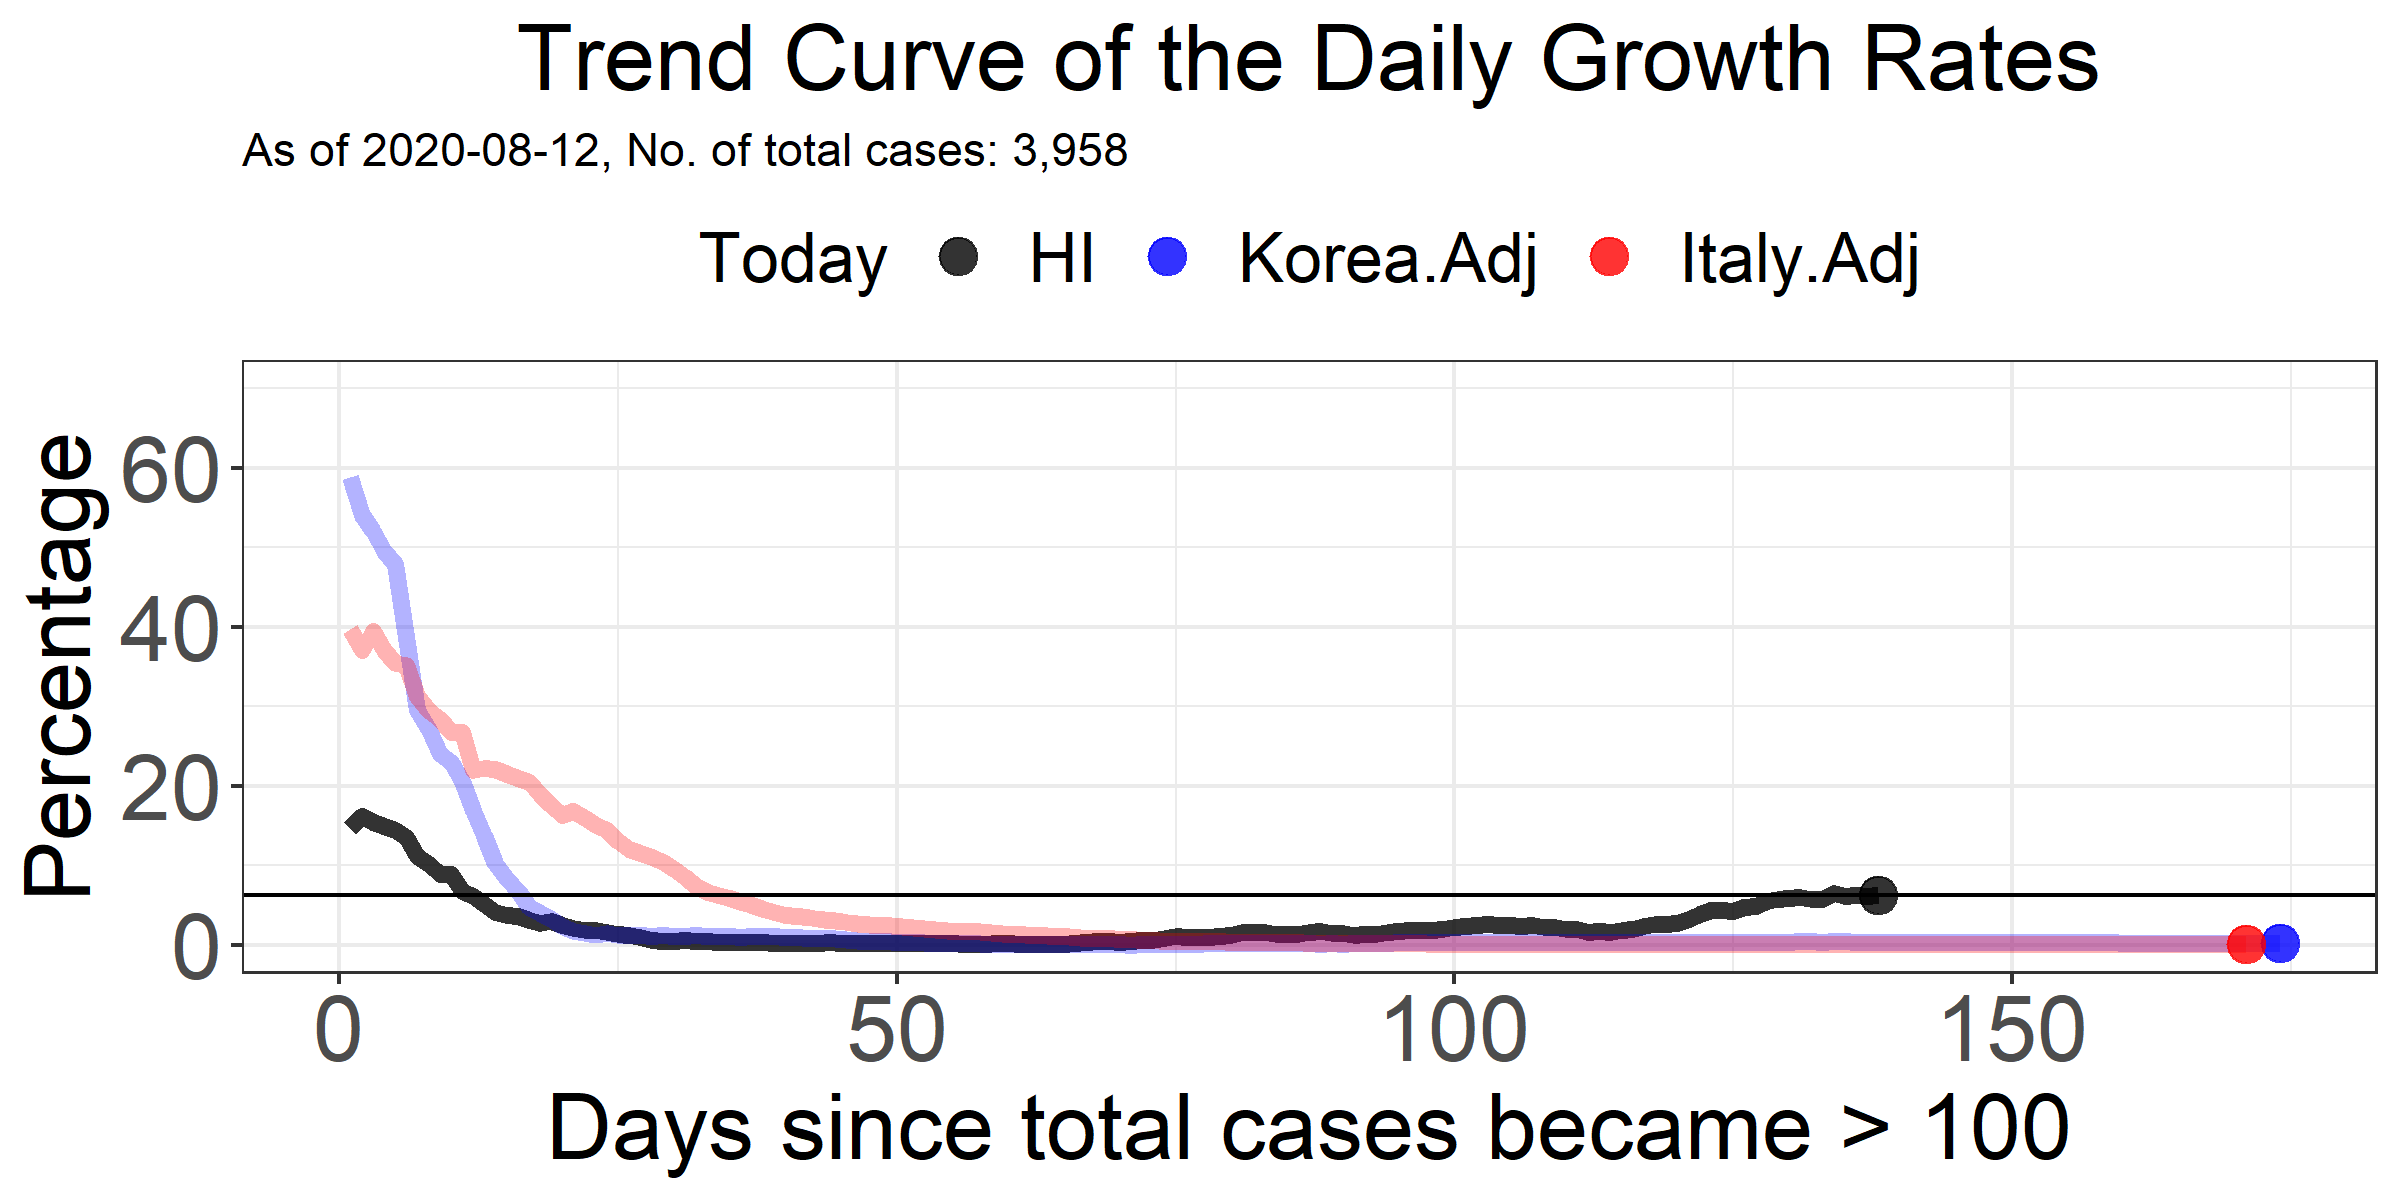 Trend Curve of the Daily Growth Rates
As of 2020-08-12, No. of total cases: 3,958
Today HI Korea.Adj Italy.Adj
Percentage
60
40
20
0
0 50 100 150
Days since total cases became > 100